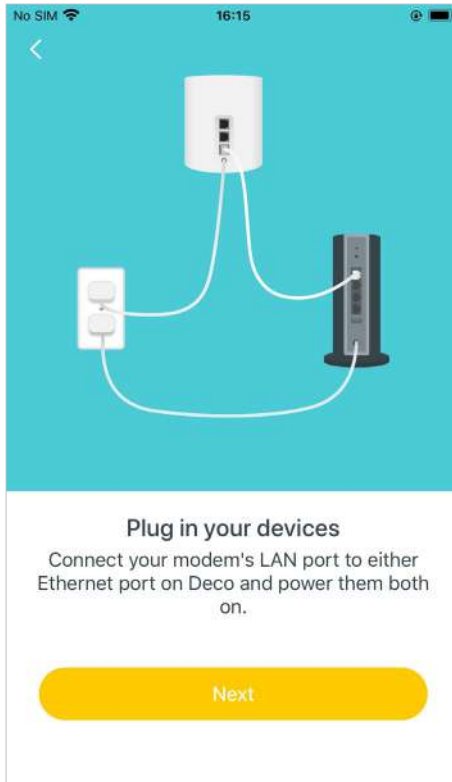 No SIM 16:15
Plug in your devices
Connect your modem's LAN port to either
Ethernet port on Deco and power them both
on.
Next